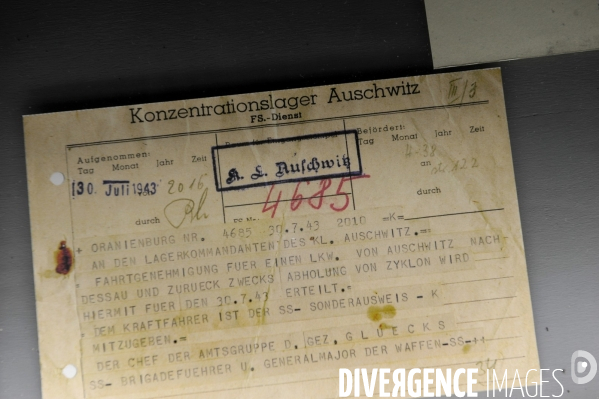 Konzentrationslager Auschwitz
FS.-Dienst
III/3
Aufgenommen:
Tag Monat Jahr Zeit
30. Juli 1943 2016
durch
K. L. Auschwitz
4685
Befördert:
Tag Monat Jahr Zeit
an
durch
+ ORANIENBURG NR. 4685 30.7.43 2010 =K=
AN DEN LAGERKOMMANDANTEN DES KL. AUSCHWITZ.=
FAHRTGENEHMIGUNG FUER EINEN LKW. VON AUSCHWITZ NACH-
DESSAU UND ZURUECK ZWECKS ABHOLUNG VON ZYKLON WIRD
HIERMIT FUER DEN 30.7.43 ERTEILT.=
DEM KRAFTFAHRER IST DER SS- SONDERAUSWEIS - K
MITZUGEBEN.=
DER CHEF DER AMTSGRUPPE D, GEZ, GLUECKS
SS- BRIGADEFUEHRER U. GENERALMAJOR DER WAFFEN-SS-++
DIVERGENCE IMAGES